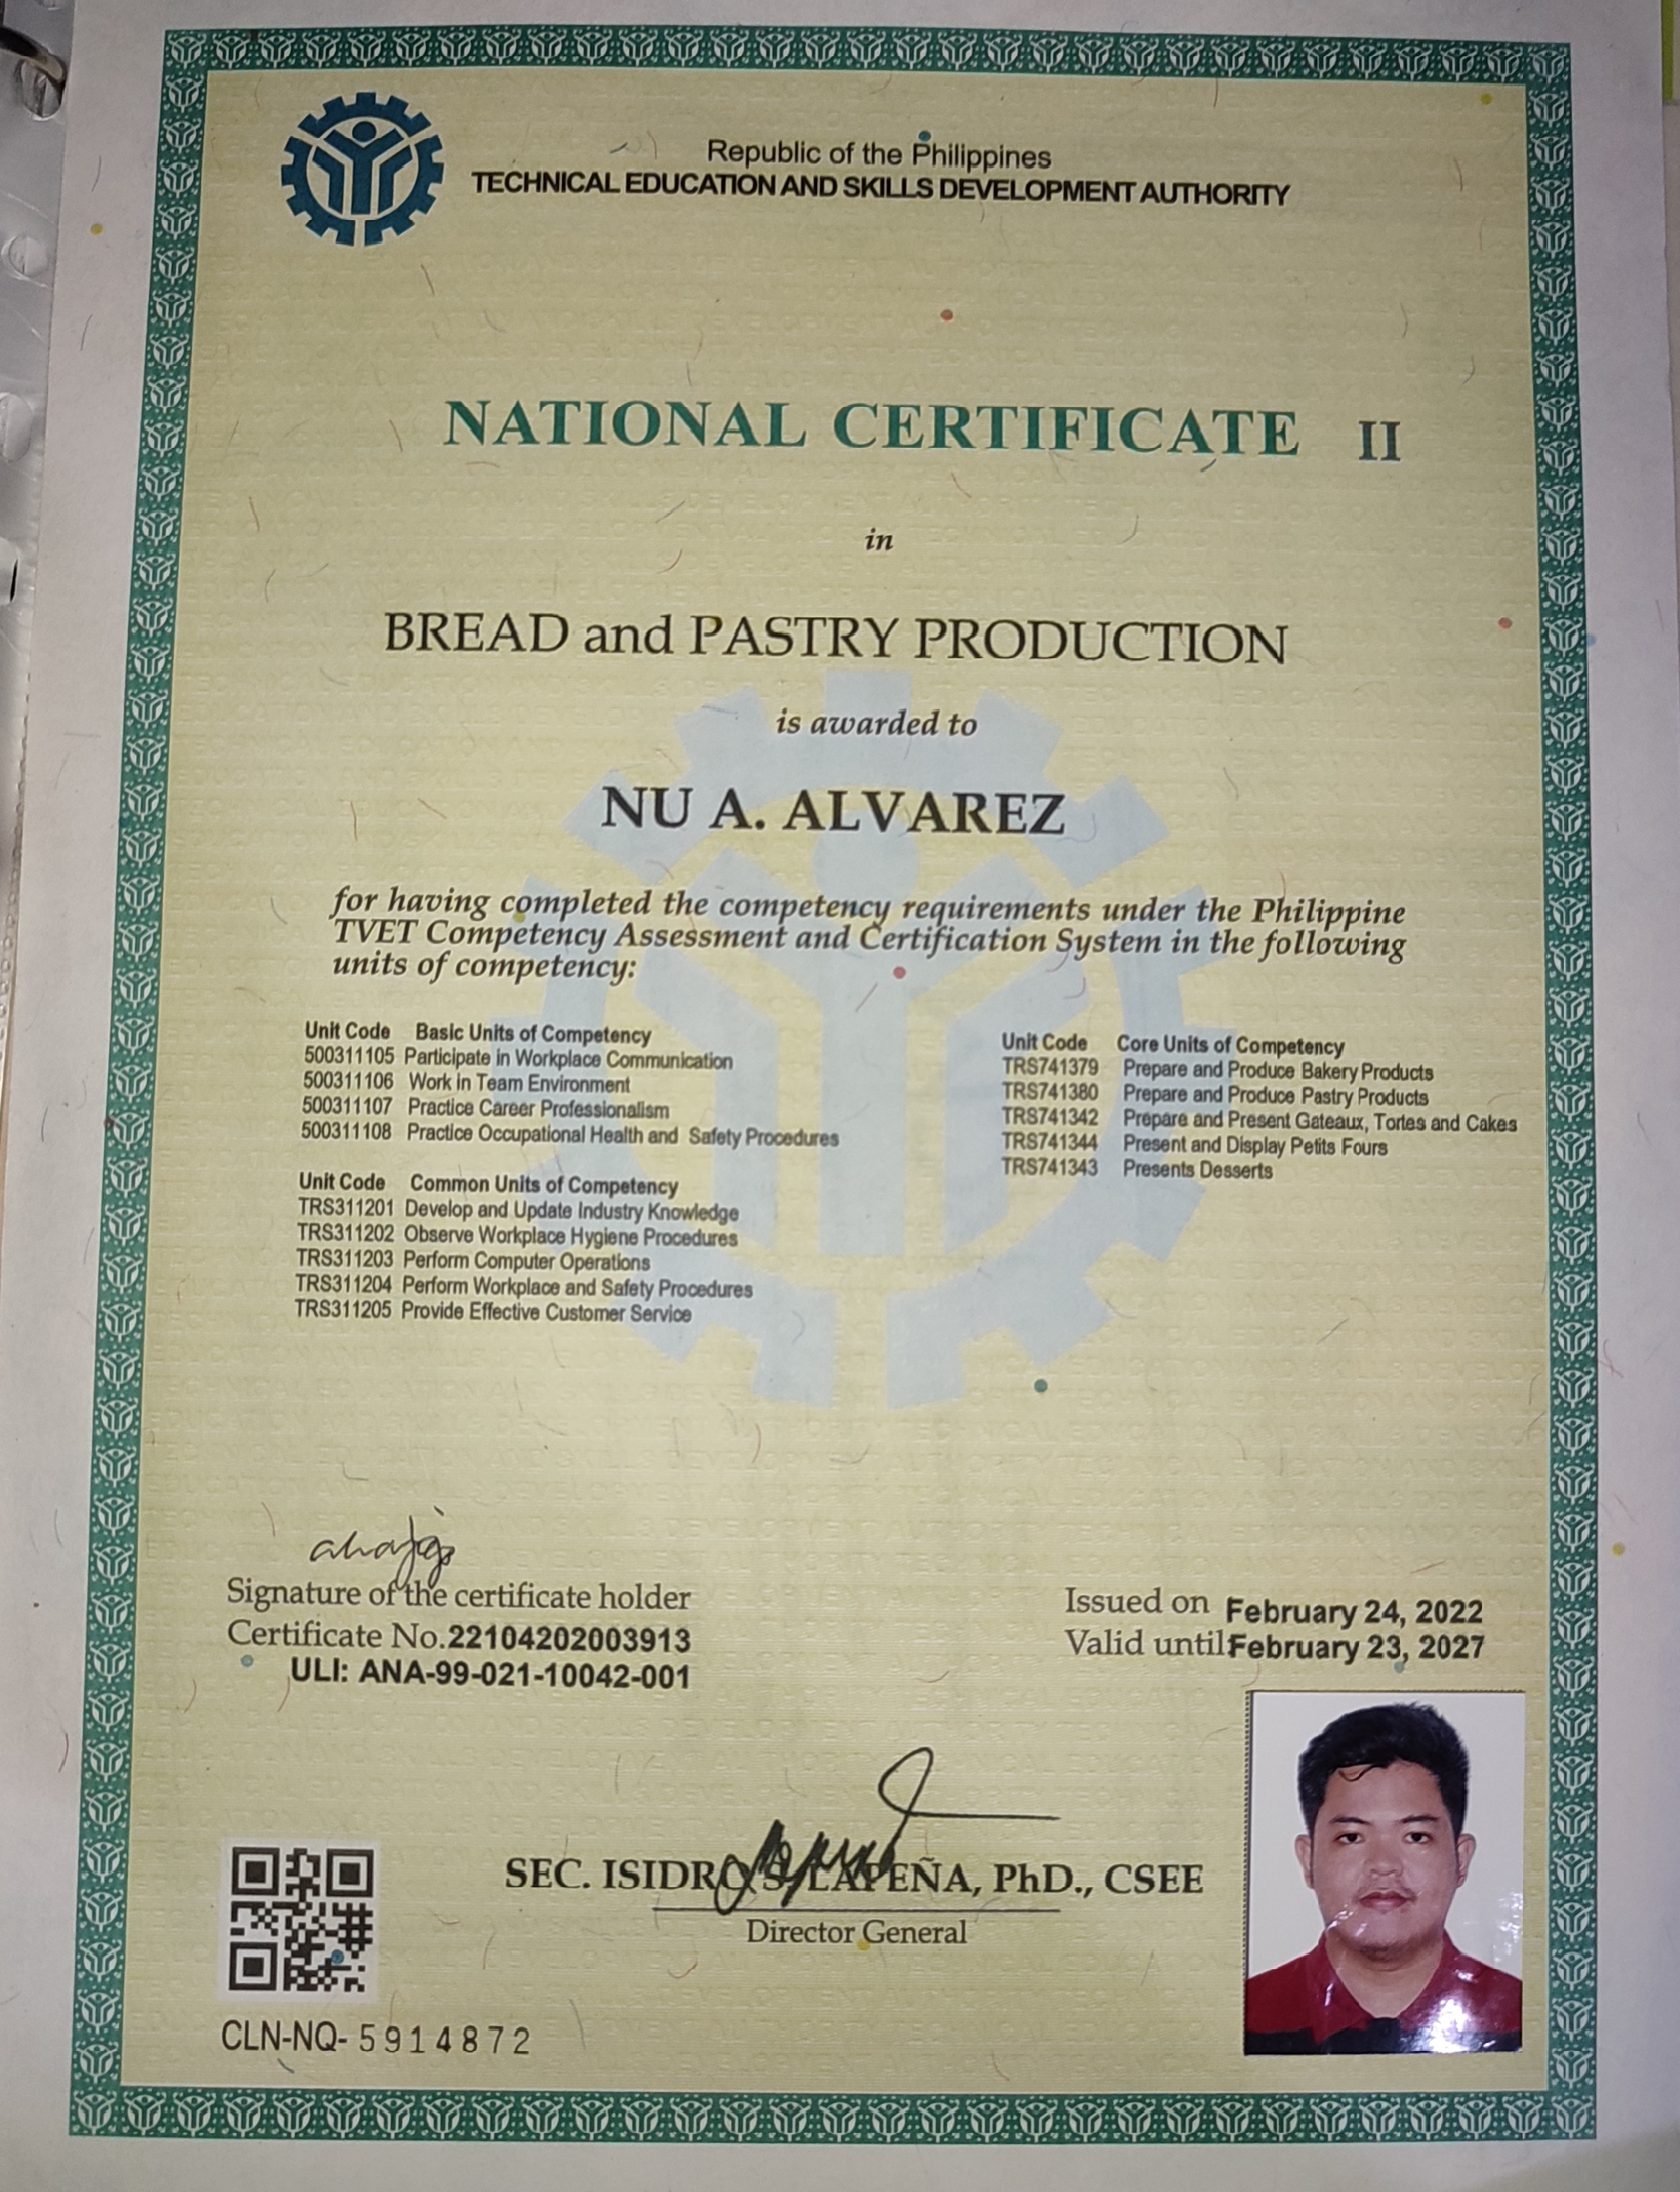 Republic of the Philippines
TECHNICAL EDUCATION AND SKILLS DEVELOPMENT AUTHORITY
NATIONAL CERTIFICATE II
in
BREAD and PASTRY PRODUCTION
is awarded to
NU A. ALVAREZ
for having completed the competency requirements under the Philippine
TVET Competency Assessment and Certification System in the following
units of competency:
Unit Code Basic Units of Competency
500311105 Participate in Workplace Communication
500311106 Work in Team Environment
500311107 Practice Career Professionalism
500311108 Practice Occupational Health and Safety Procedures
Unit Code Common Units of Competency
TRS311201 Develop and Update Industry Knowledge
TRS311202 Observe Workplace Hygiene Procedures
TRS311203 Perform Computer Operations
TRS311204 Perform Workplace and Safety Procedures
TRS311205 Provide Effective Customer Service
Unit Code Core Units of Competency
TRS741379 Prepare and Produce Bakery Products
TRS741380 Prepare and Produce Pastry Products
TRS741342 Prepare and Present Gateaux, Tortes and Cakes
TRS741344 Present and Display Petits Fours
TRS741343 Presents Desserts
Signature of the certificate holder
Certificate No.22104202003913
ULI: ANA-99-021-10042-001
Issued on February 24, 2022
Valid until February 23, 2027
SEC. ISIDRO S. LAPEÑA, PhD., CSEE
Director General
CLN-NQ- 5914872